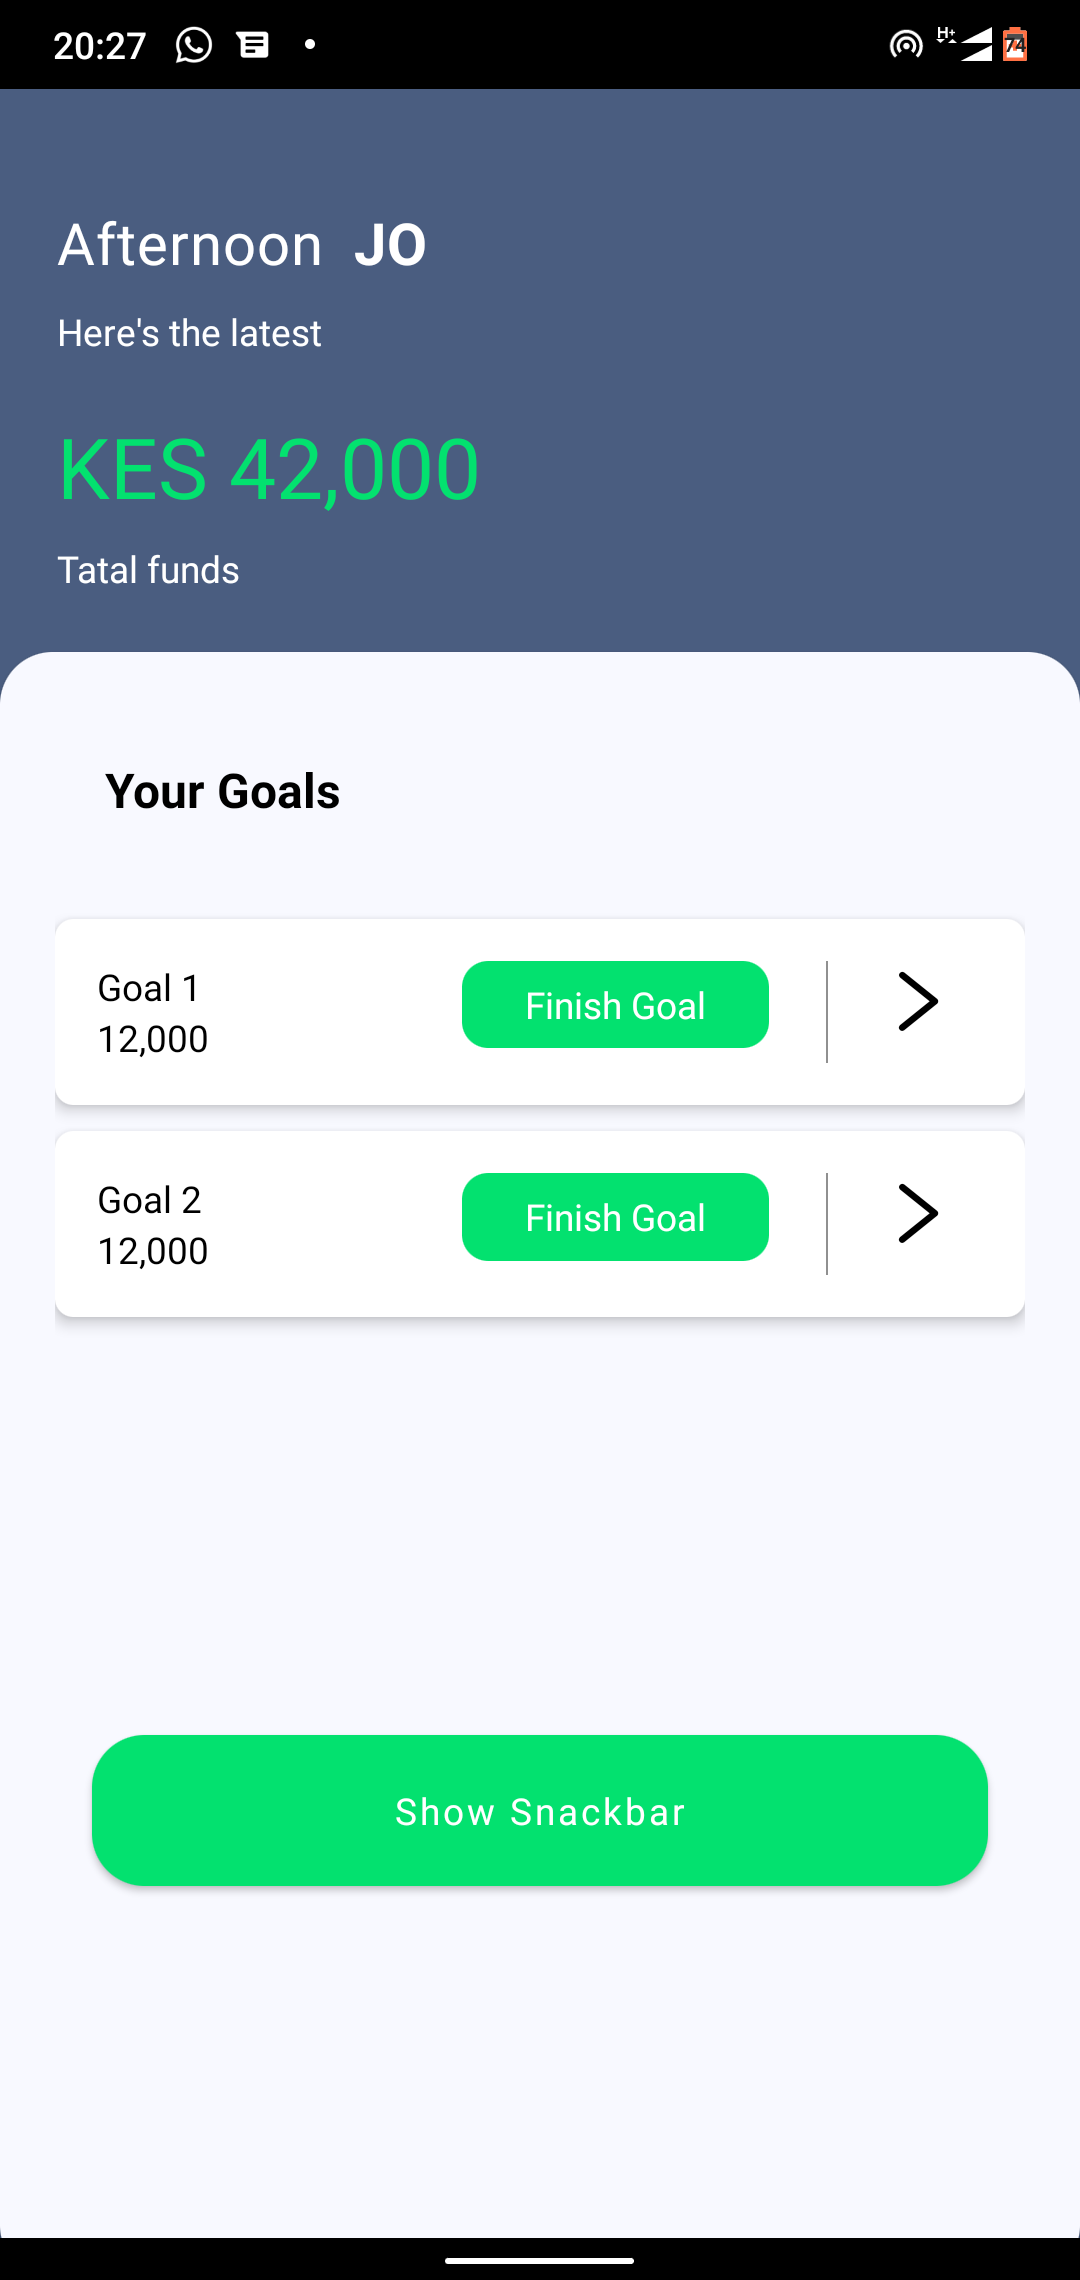 20:27
H+
74
Afternoon JO
Here's the latest
KES 42,000
Tatal funds
Your Goals
Goal 1
12,000
Finish Goal
Goal 2
12,000
Finish Goal
Show Snackbar